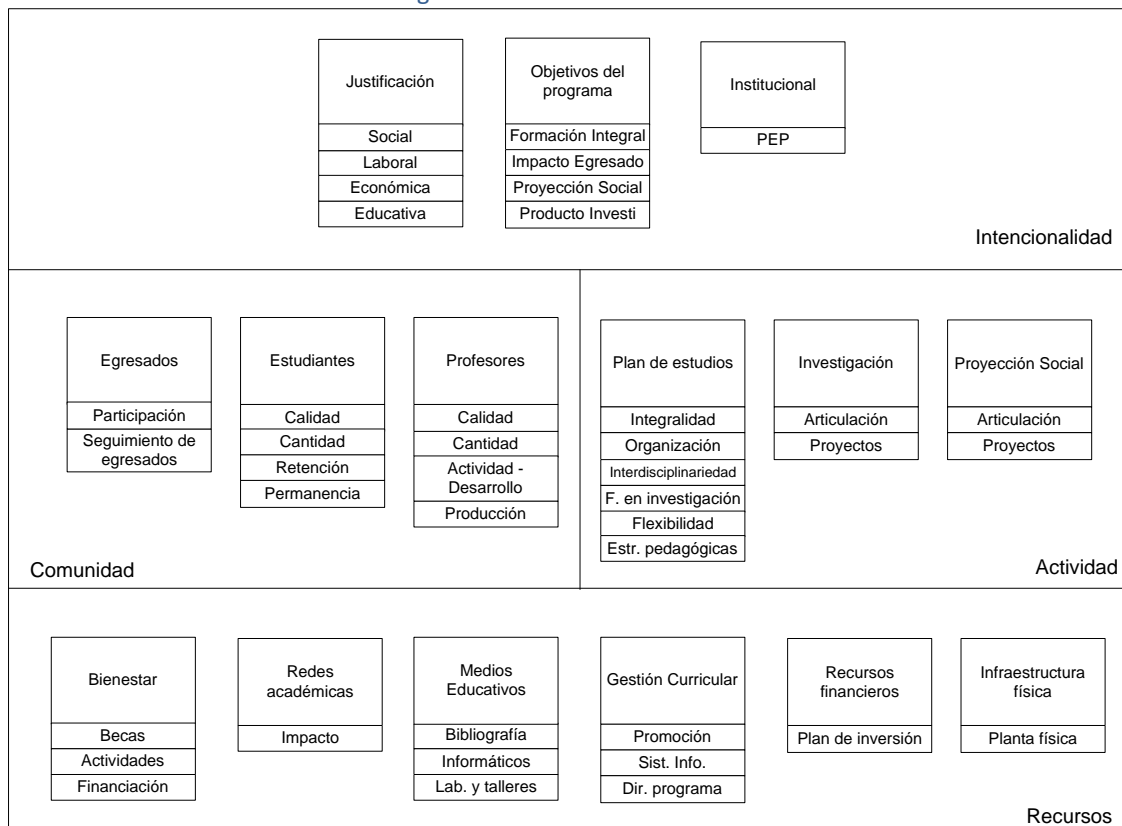 Justificación
Social
Laboral
Económica
Educativa
Objetivos del
programa
Formación Integral
Impacto Egresado
Proyección Social
Producto Investi
Institucional
PEP
Intencionalidad
Egresados
Participación
Seguimiento de
egresados
Estudiantes
Calidad
Cantidad
Retención
Permanencia
Profesores
Calidad
Cantidad
Actividad -
Desarrollo
Producción
Comunidad
Plan de estudios
Integralidad
Organización
Interdisciplinariedad
F. en investigación
Flexibilidad
Estr. pedagógicas
Investigación
Articulación
Proyectos
Proyección Social
Articulación
Proyectos
Actividad
Bienestar
Becas
Actividades
Financiación
Redes
académicas
Impacto
Medios
Educativos
Bibliografía
Informáticos
Lab. y talleres
Gestión Curricular
Promoción
Sist. Info.
Dir. programa
Recursos
financieros
Plan de inversión
Infraestructura
física
Planta física
Recursos